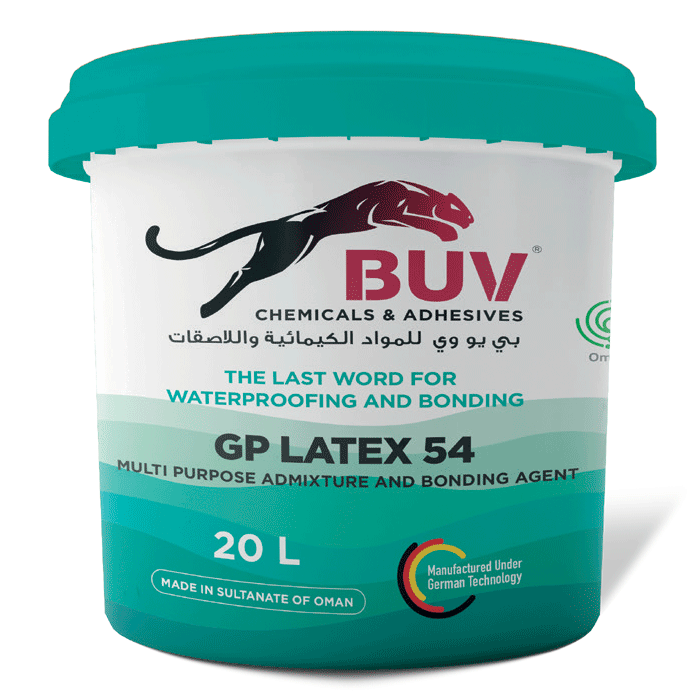 BUV®
CHEMICALS & ADHESIVES
بي يو وي للمواد الكيمائية واللاصقات
THE LAST WORD FOR
WATERPROOFING AND BONDING
GP LATEX 54
MULTI PURPOSE ADMIXTURE AND BONDING AGENT
20 L
Manufactured Under
German Technology
MADE IN SULTANATE OF OMAN